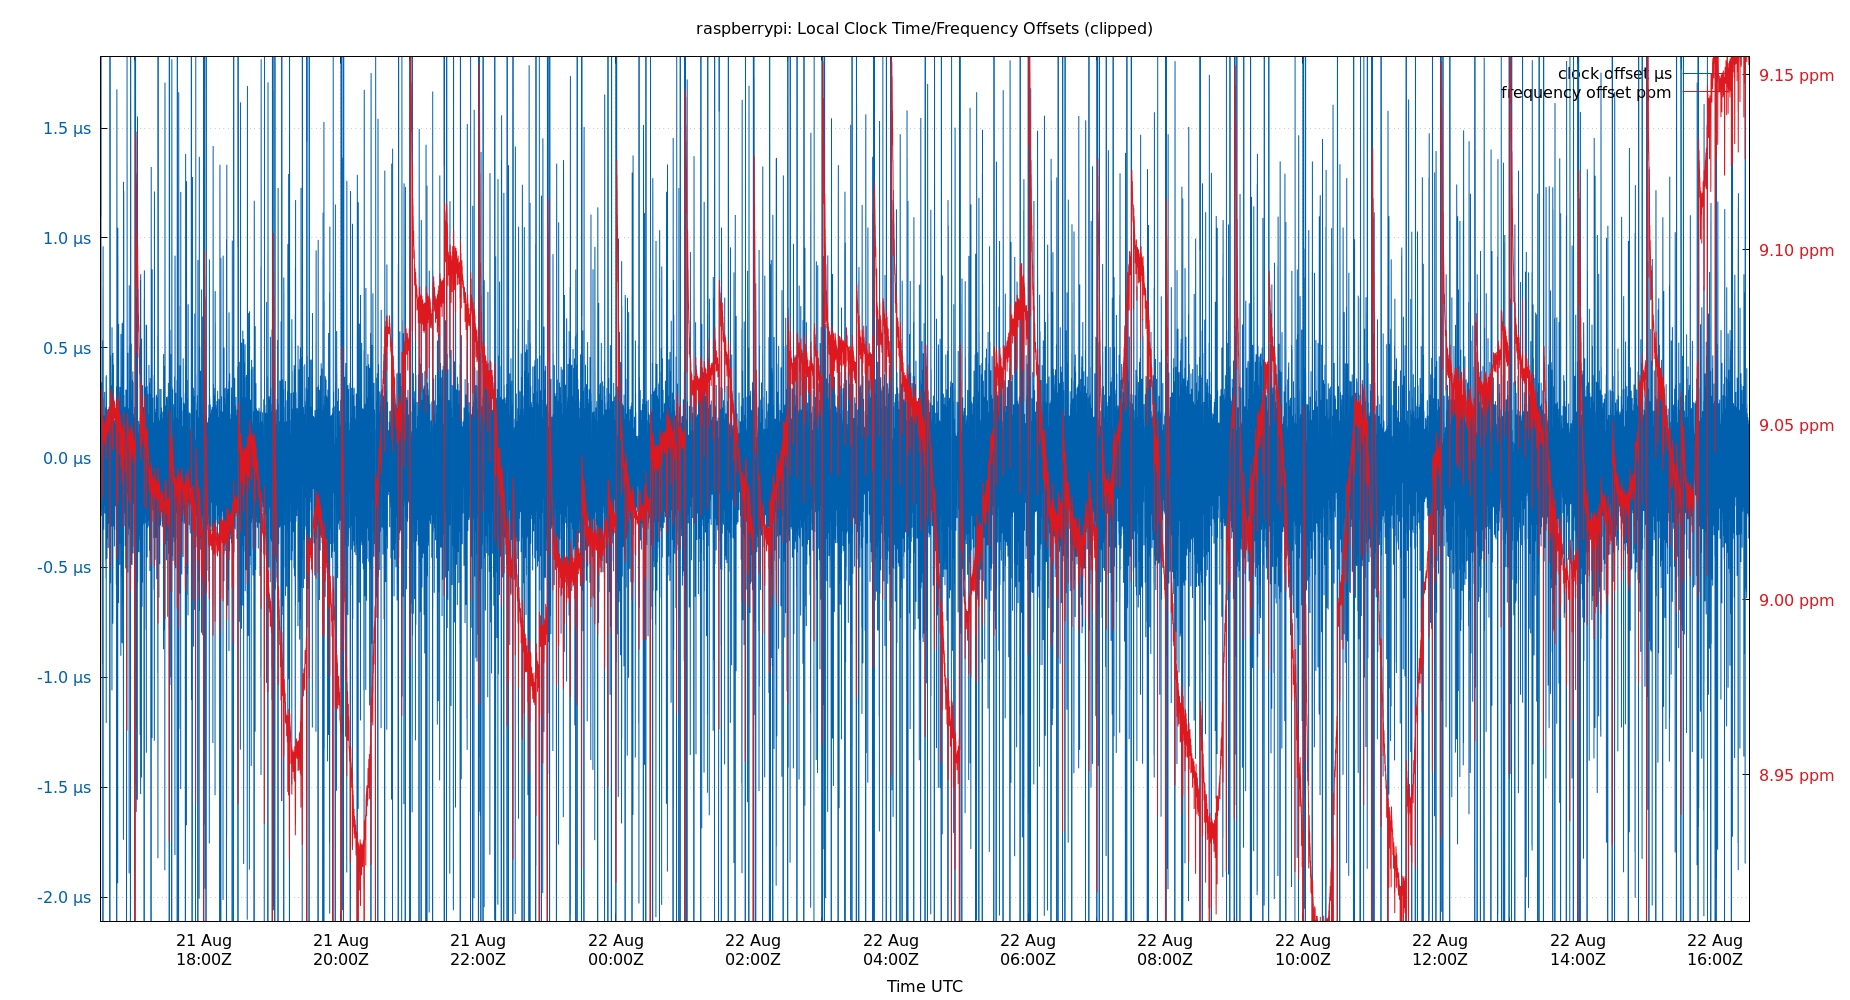 raspberrypi: Local Clock Time/Frequency Offsets (clipped)
clock offset µs
frequency offset ppm
1.5 µs
1.0 µs
0.5 µs
0.0 µs
-0.5 µs
-1.0 µs
-1.5 µs
-2.0 µs
9.15 ppm
9.10 ppm
9.05 ppm
9.00 ppm
8.95 ppm
21 Aug 21 Aug 21 Aug 22 Aug 22 Aug 22 Aug 22 Aug 22 Aug 22 Aug 22 Aug 22 Aug 22 Aug
18:00Z 20:00Z 22:00Z 00:00Z 02:00Z 04:00Z 06:00Z 08:00Z 10:00Z 12:00Z 14:00Z 16:00Z
Time UTC